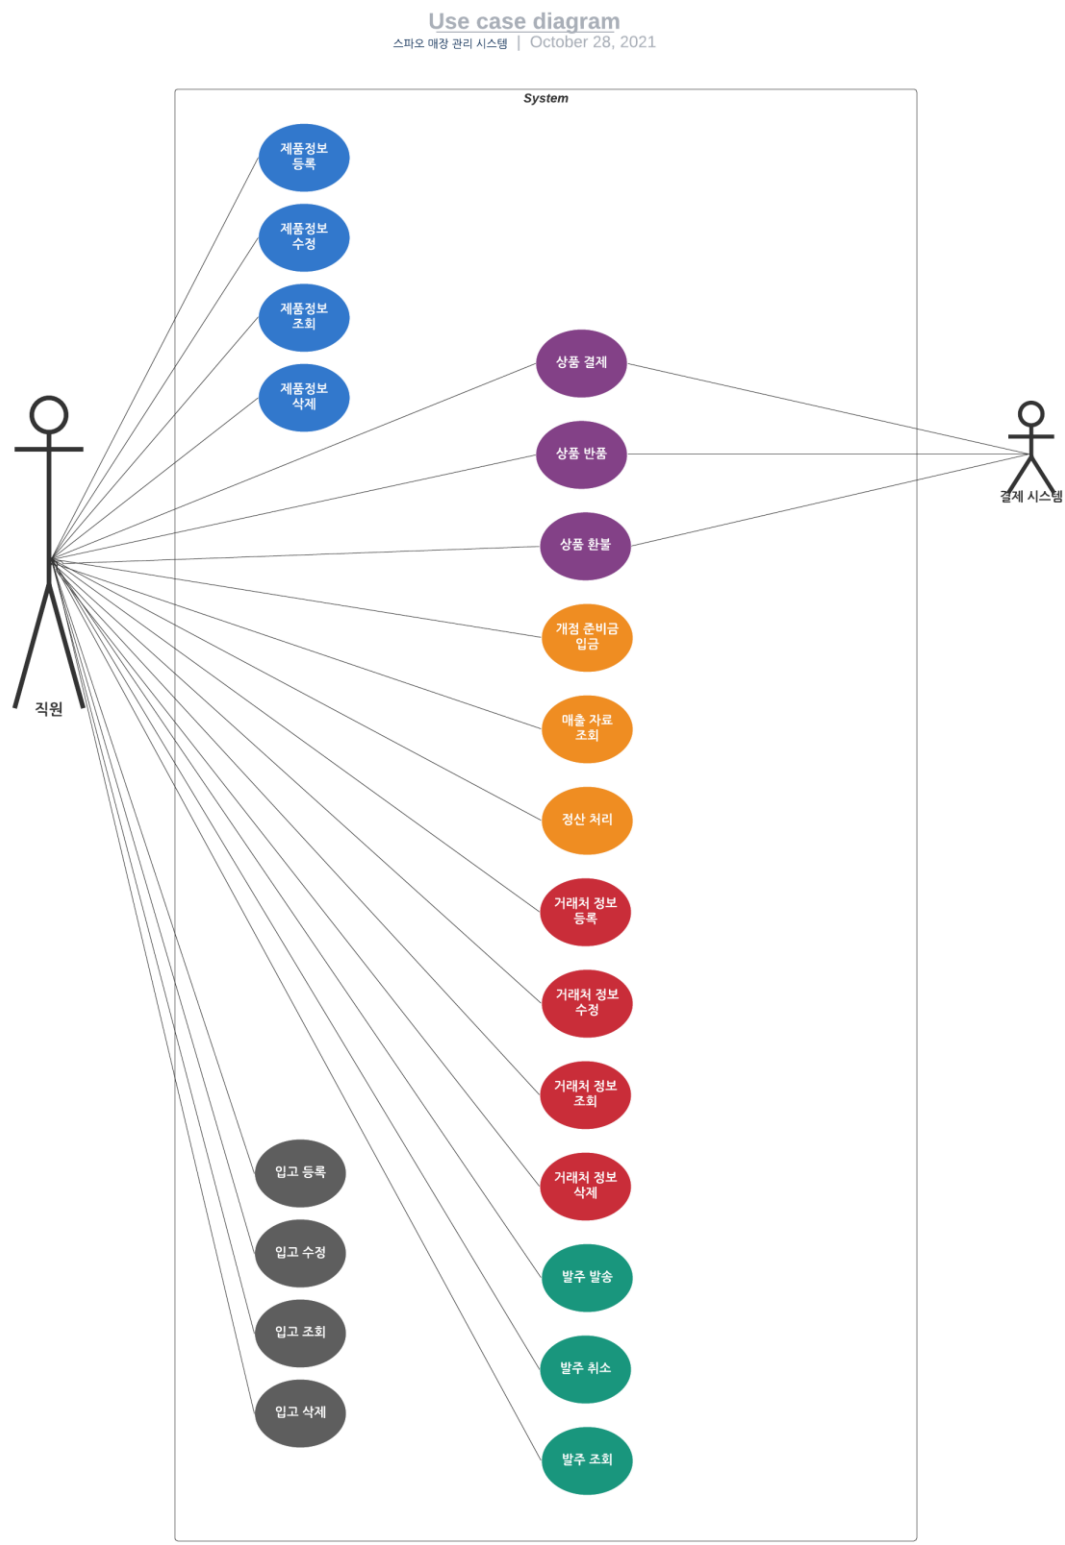 Use case diagram
스파오 매장 관리 시스템 | October 28, 2021
System
제품정보
등록
제품정보
수정
제품정보
조회
제품정보
삭제
상품 결제
상품 반품
결제 시스템
상품 환불
개점 준비금
입금
직원
매출 자료
조회
정산 처리
거래처 정보
등록
거래처 정보
수정
거래처 정보
조회
거래처 정보
삭제
입고 등록
입고 수정
입고 조회
입고 삭제
발주 발송
발주 취소
발주 조회